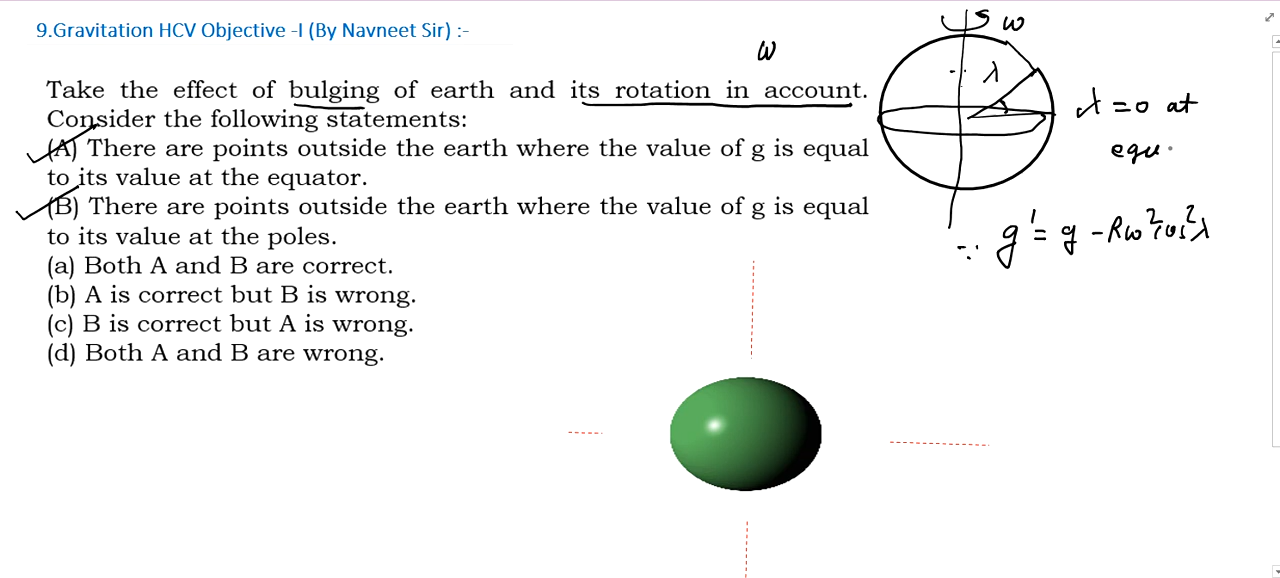 9.Gravitation HCV Objective -I (By Navneet Sir) :-
ω
Take the effect of bulging of earth and its rotation in account.
Consider the following statements:
(A) There are points outside the earth where the value of g is equal
to its value at the equator.
(B) There are points outside the earth where the value of g is equal
to its value at the poles.
(a) Both A and B are correct.
(b) A is correct but B is wrong.
(c) B is correct but A is wrong.
(d) Both A and B are wrong.
ω
λ
λ=0 at
equ.
∵ g'= g -Rω²cos²λ